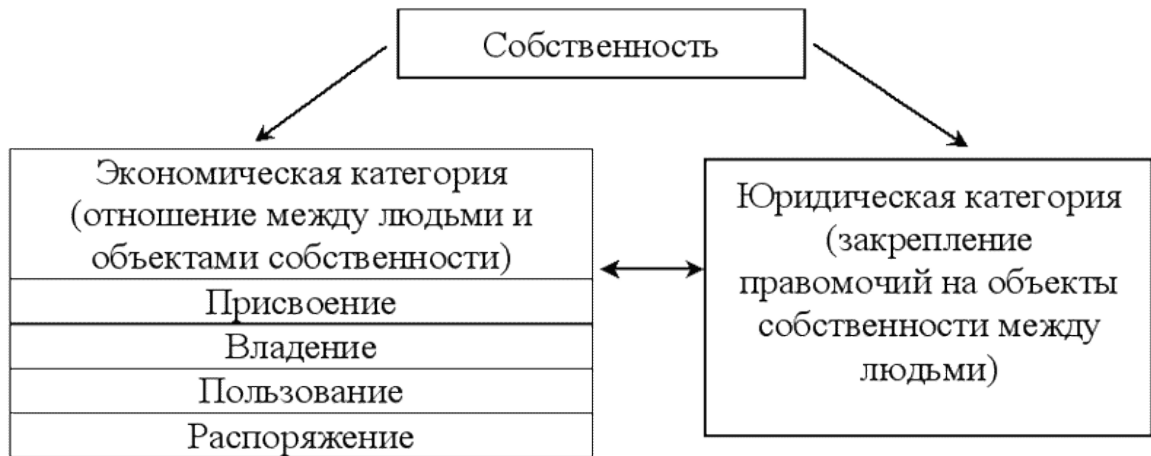 Собственность
Экономическая категория
(отношение между людьми и
объектами собственности)
Присвоение
Владение
Пользование
Распоряжение
Юридическая категория
(закрепление
правомочий на объекты
собственности между
людьми)